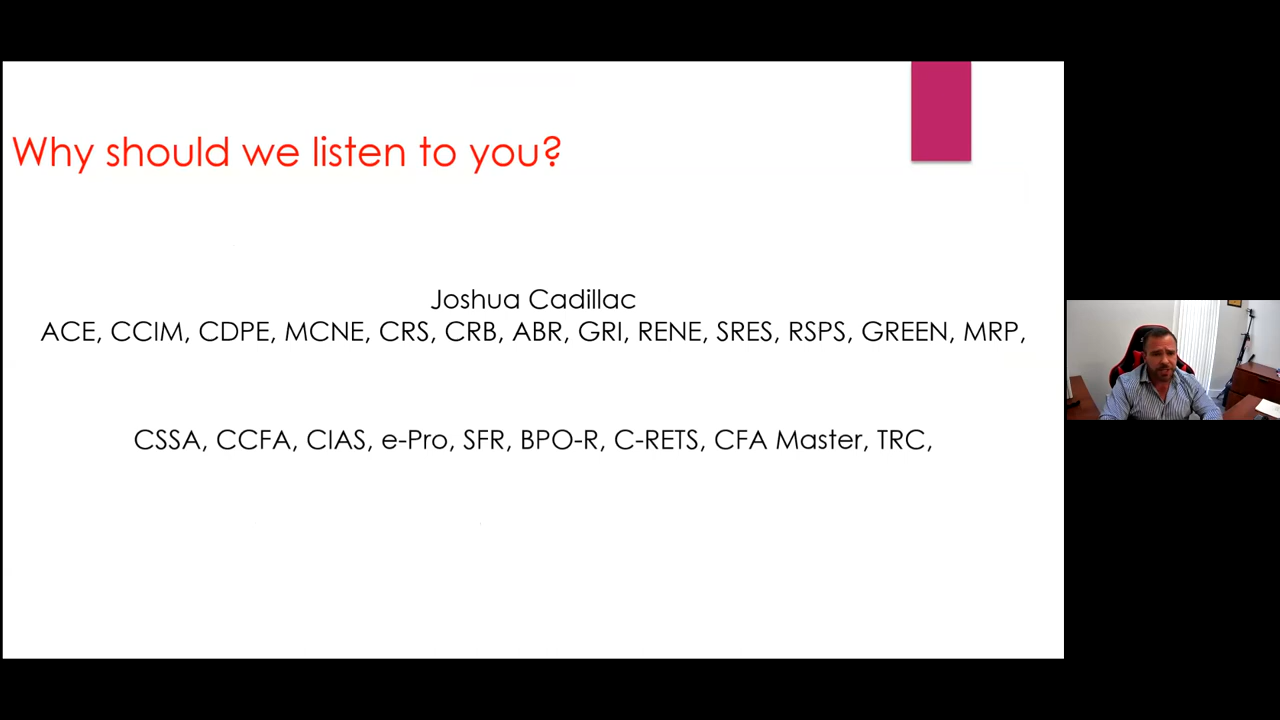 Why should we listen to you?
Joshua Cadillac
ACE, CCIM, CDPE, MCNE, CRS, CRB, ABR, GRI, RENE, SRES, RSPS, GREEN, MRP,
CSSA, CCFA, CIAS, e-Pro, SFR, BPO-R, C-RETS, CFA Master, TRC,